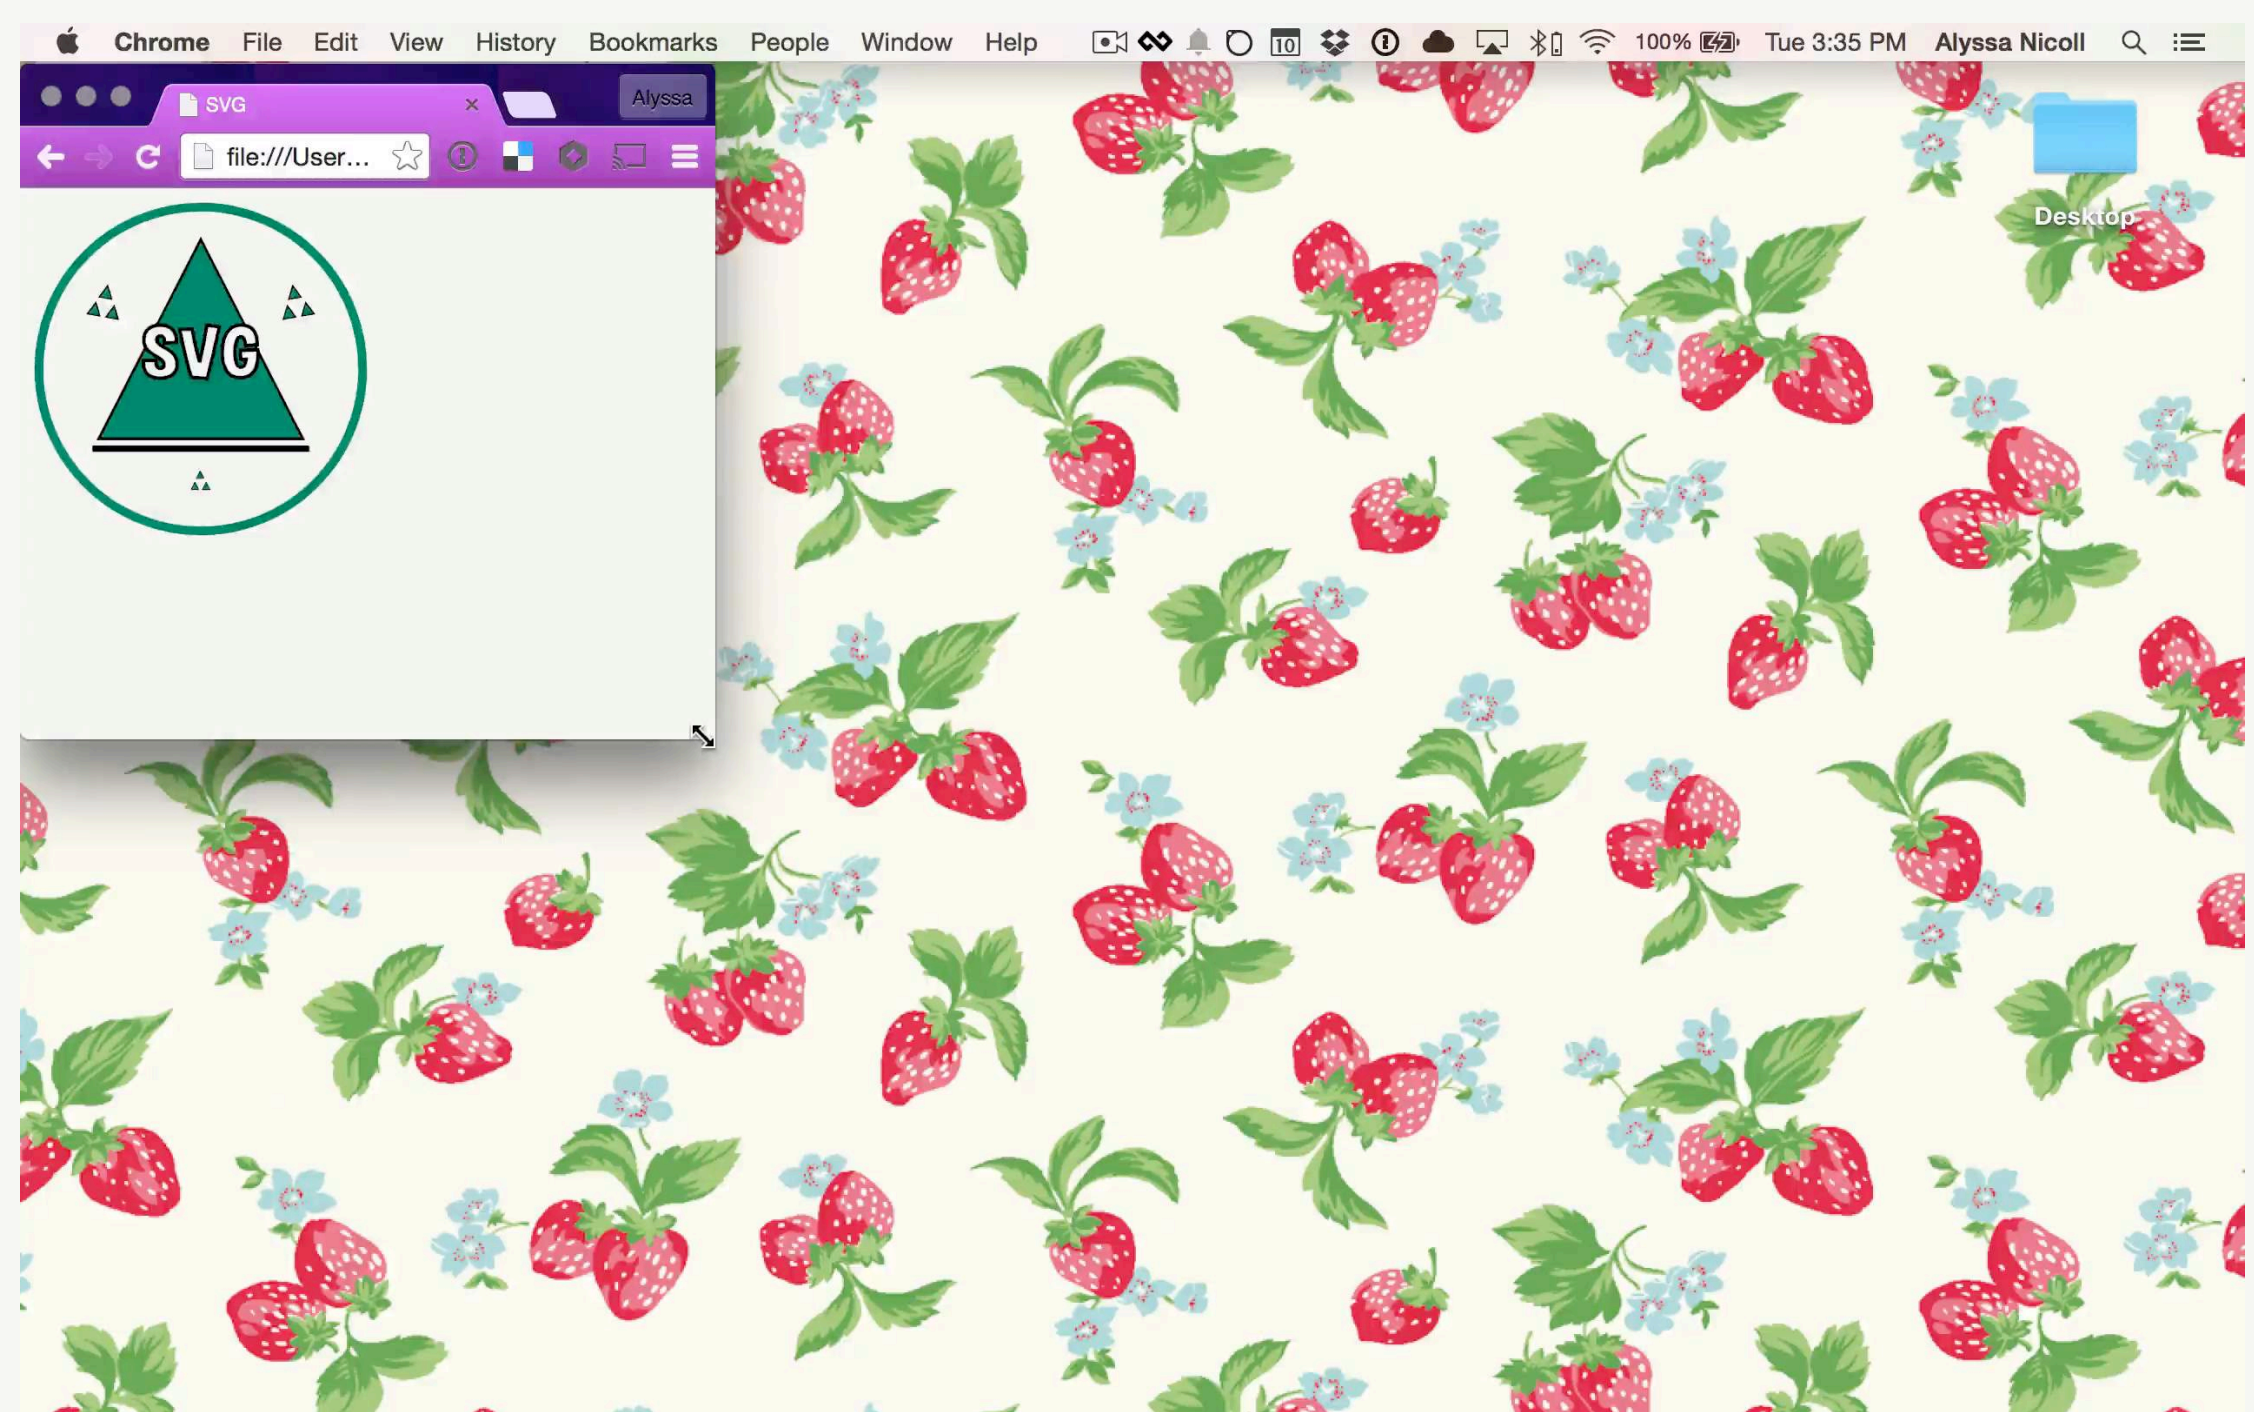 Chrome File Edit View History Bookmarks People Window Help 10 100% Tue 3:35 PM Alyssa Nicoll
SVG Alyssa
file:///User...
Desktop
SVG